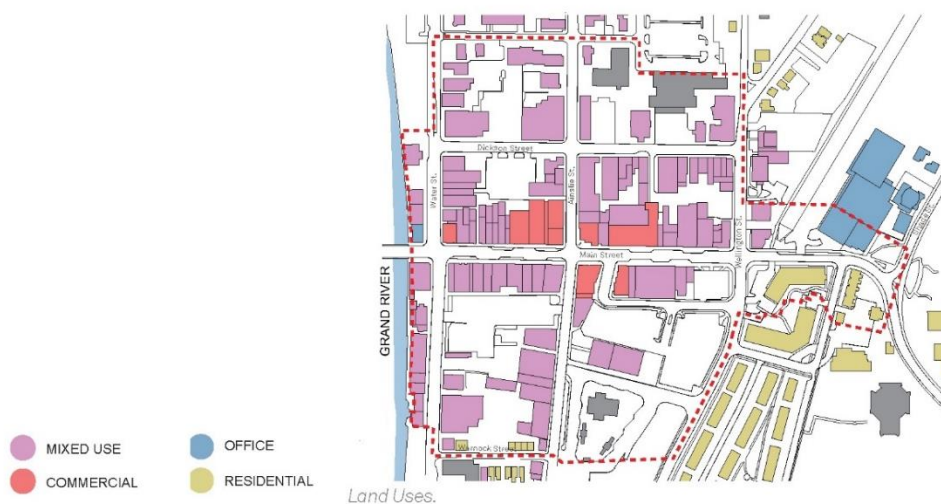 Dickson Street
Water St.
Ainslie St.
Wellington St.
Main Street
GRAND RIVER
Warnock Street
MIXED USE
OFFICE
COMMERCIAL
RESIDENTIAL
Land Uses.